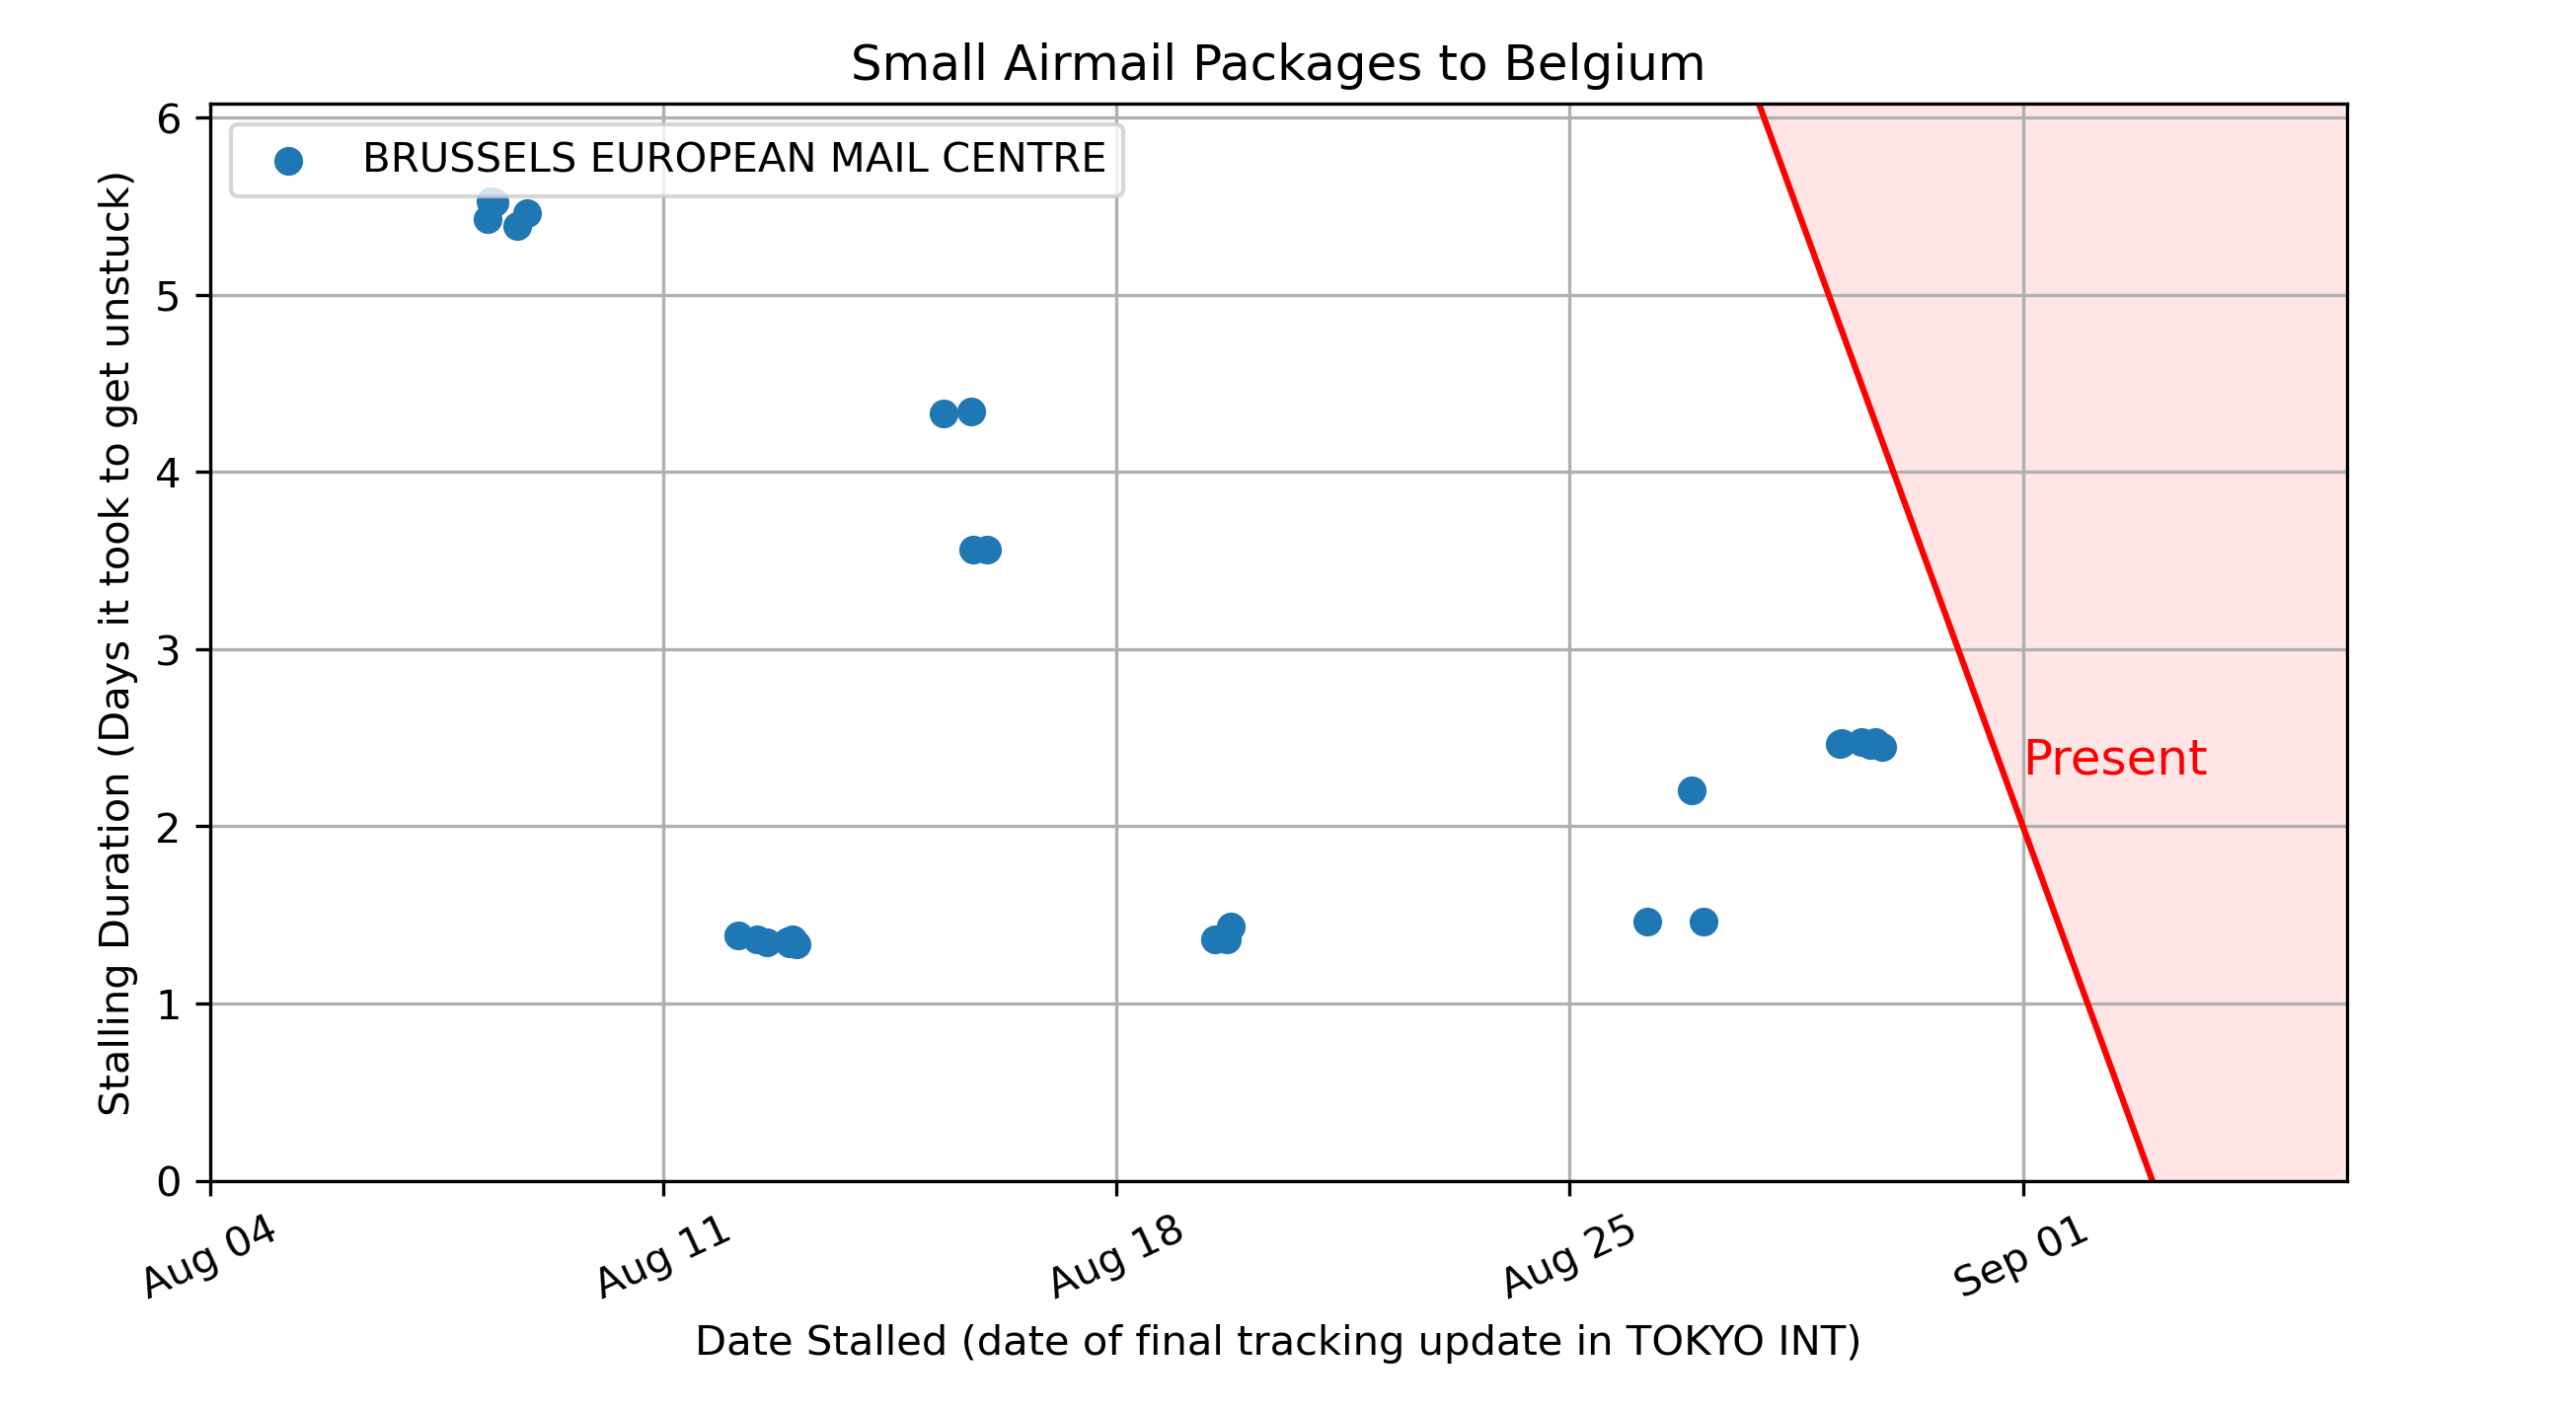 Small Airmail Packages to Belgium
BRUSSELS EUROPEAN MAIL CENTRE
Stalling Duration (Days it took to get unstuck)
6
5
4
3
2
1
0
Present
Aug 04
Aug 11
Aug 18
Aug 25
Sep 01
Date Stalled (date of final tracking update in TOKYO INT)